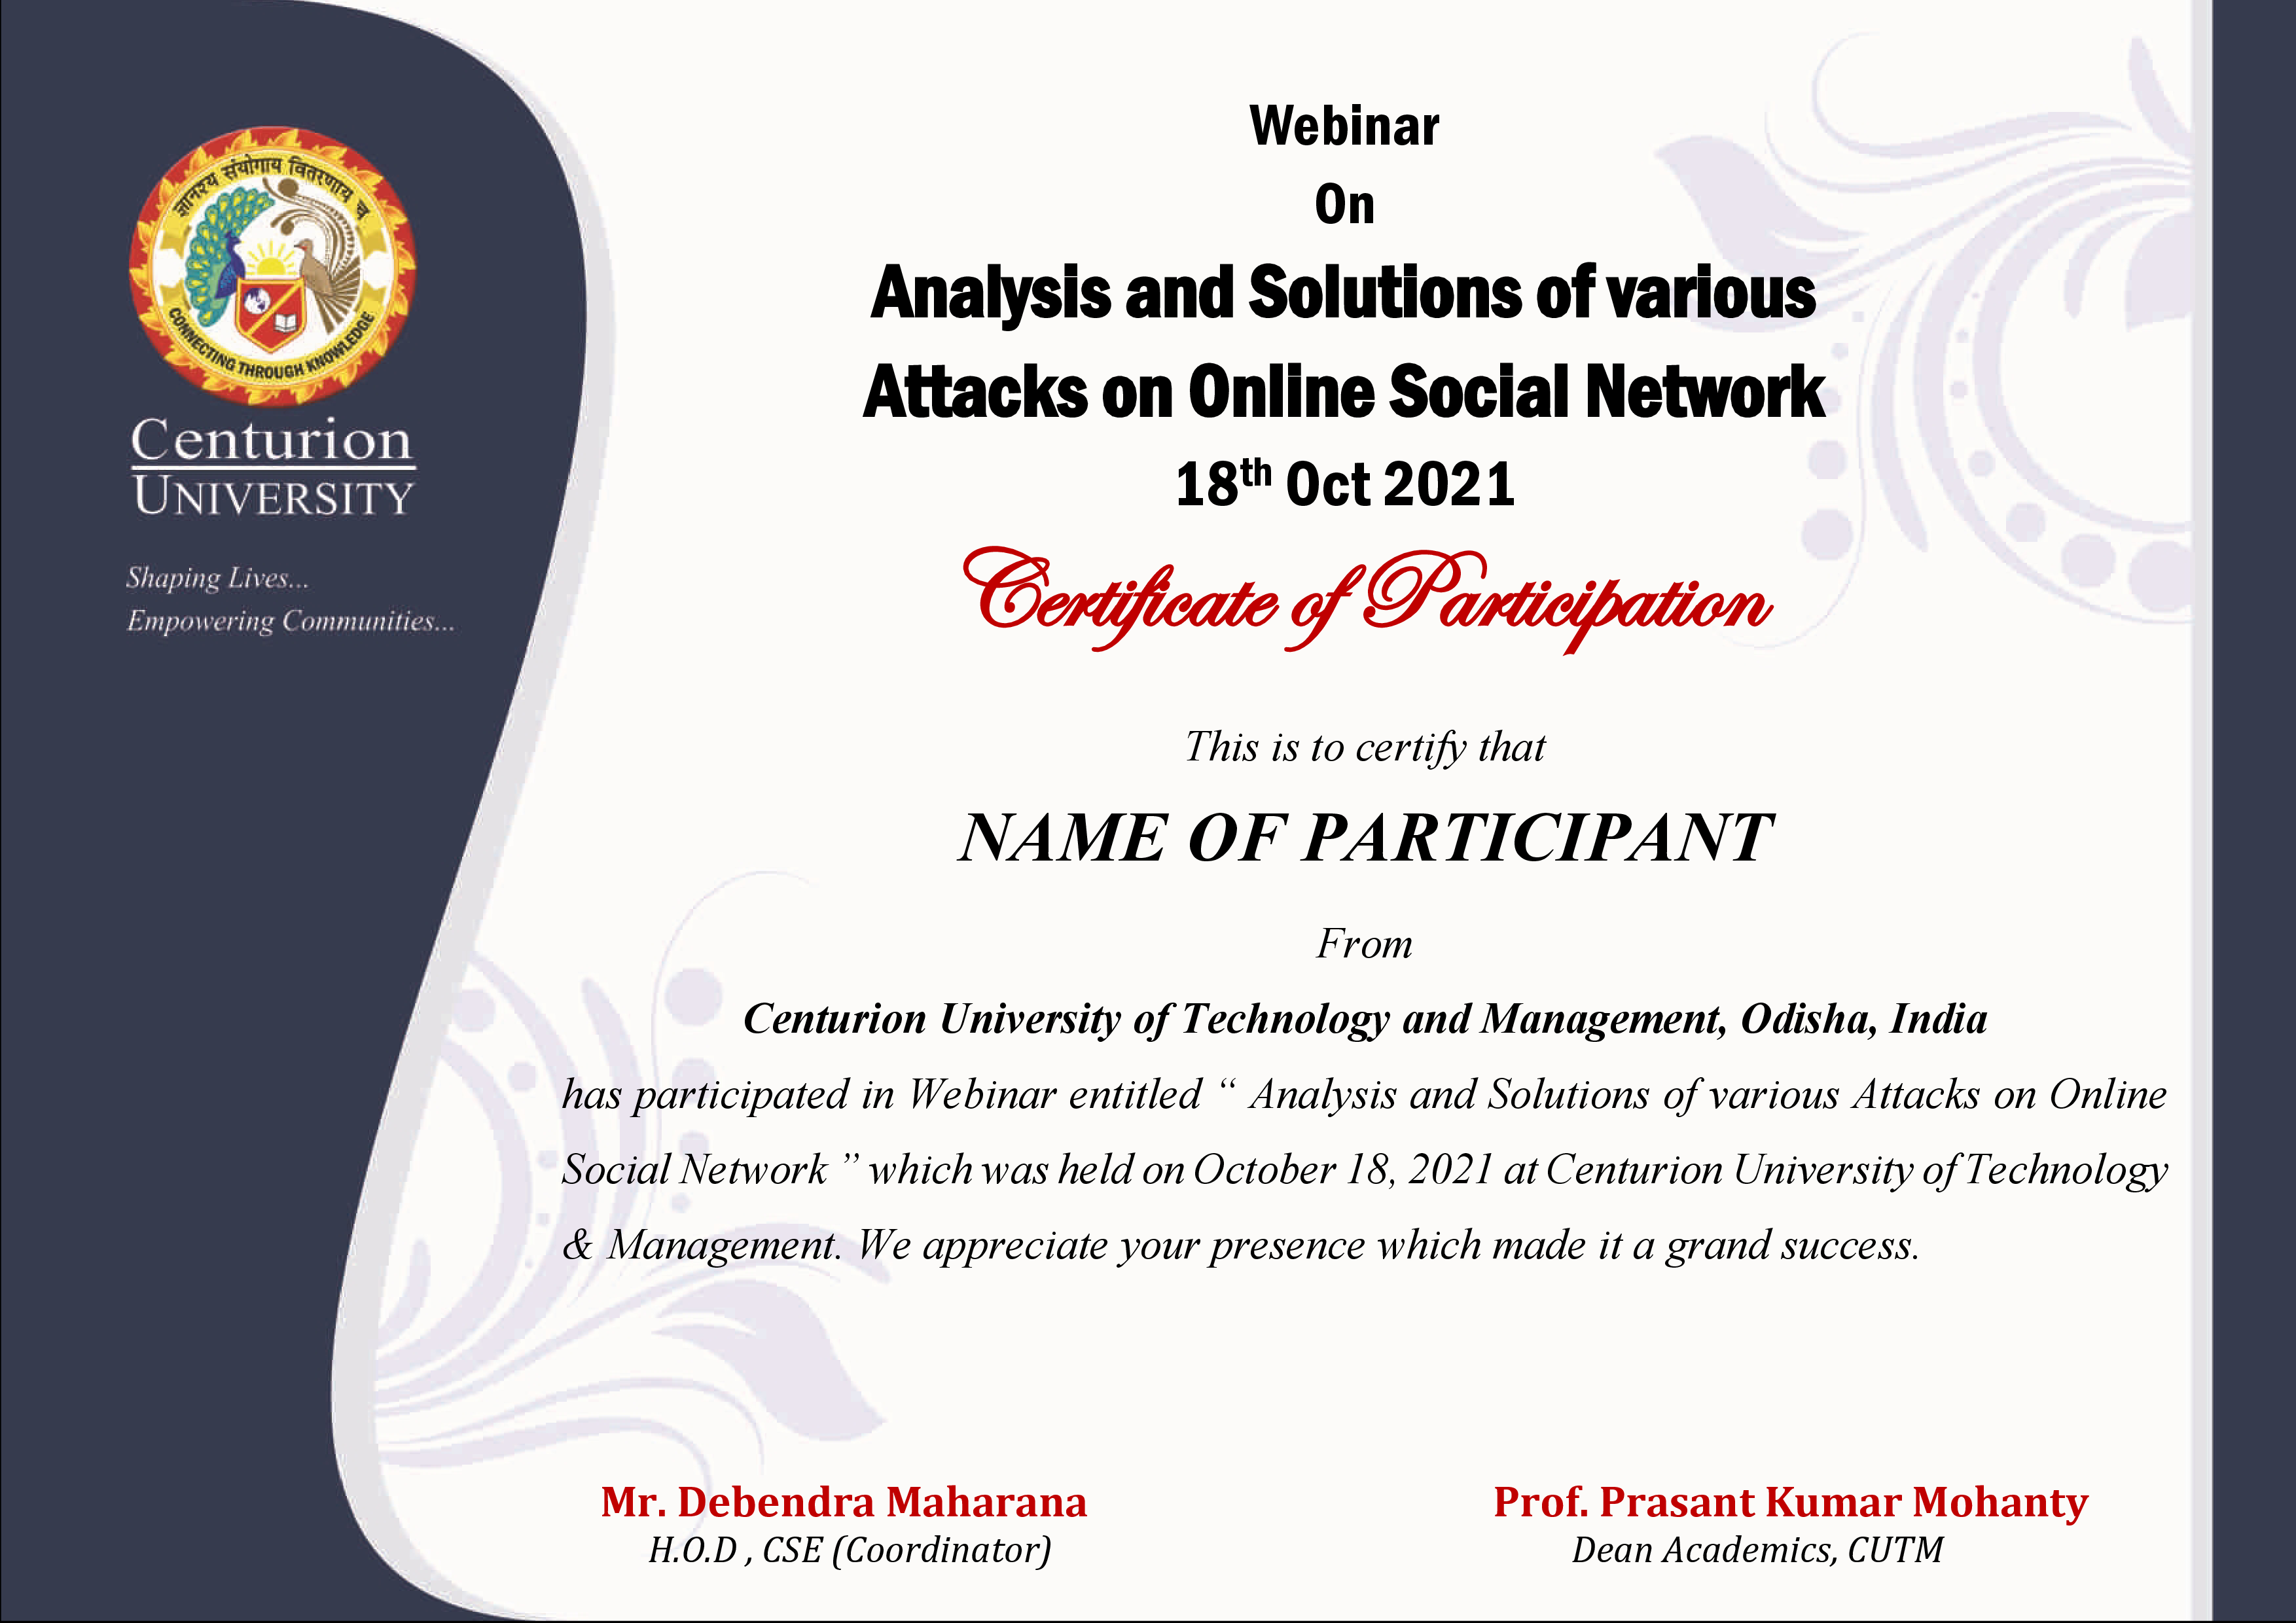 ज्ञानश्य संयोगाय वितरणाय च
CONNECTING THROUGH KNOWLEDGE
Centurion
UNIVERSITY
Shaping Lives...
Empowering Communities...
Webinar
On
Analysis and Solutions of various
Attacks on Online Social Network
18th Oct 2021
Certificate of Participation
This is to certify that
NAME OF PARTICIPANT
From
Centurion University of Technology and Management, Odisha, India
has participated in Webinar entitled “ Analysis and Solutions of various Attacks on Online
Social Network ” which was held on October 18, 2021 at Centurion University of Technology
& Management. We appreciate your presence which made it a grand success.
Mr. Debendra Maharana
H.O.D , CSE (Coordinator)
Prof. Prasant Kumar Mohanty
Dean Academics, CUTM